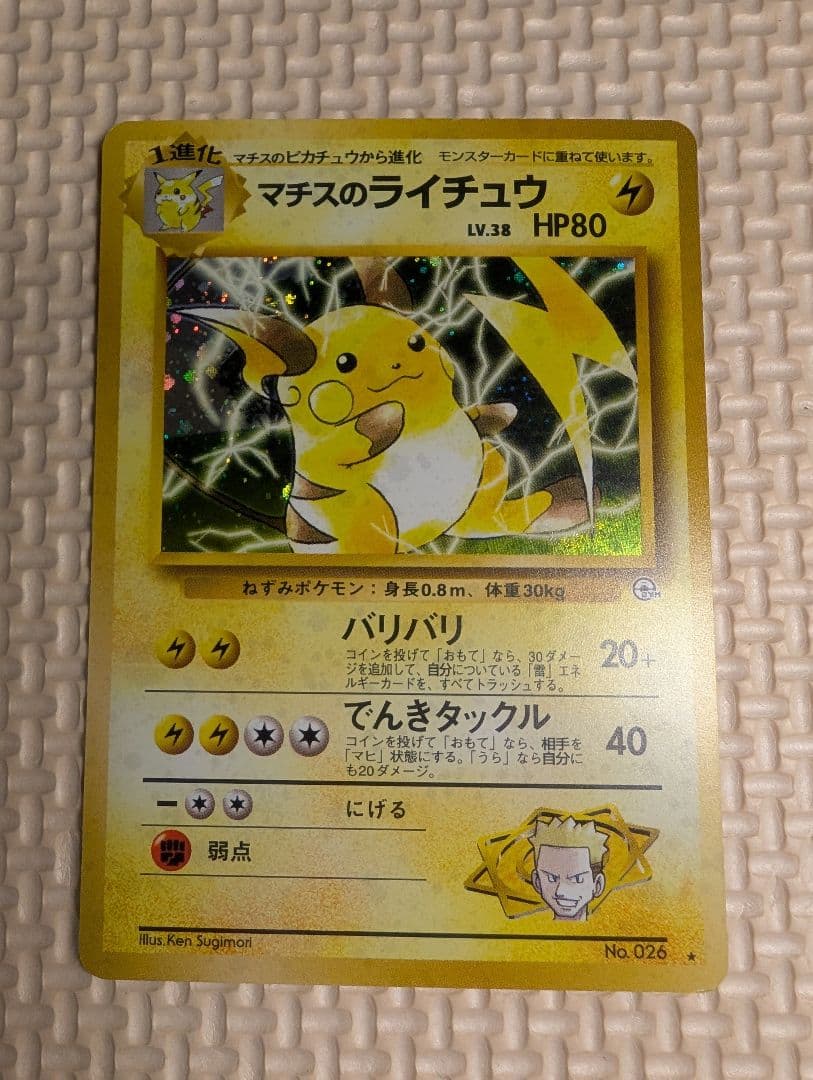 1進化 マチスのピカチュウから進化 モンスターカードに重ねて使います。
マチスのライチュウ
LV.38 HP80
ねずみポケモン：身長0.8m、体重30kg
GYM
バリバリ
コインを投げて「おもて」なら、30ダメー
ジを追加して、自分についている「雷」エネ
ルギーカードを、すべてトラッシュする。
20+
でんきタックル
コインを投げて「おもて」なら、相手を
「マヒ」状態にする。「うら」なら自分に
も20ダメージ。
40
にげる
弱点
Illus.Ken Sugimori
No.026 ★